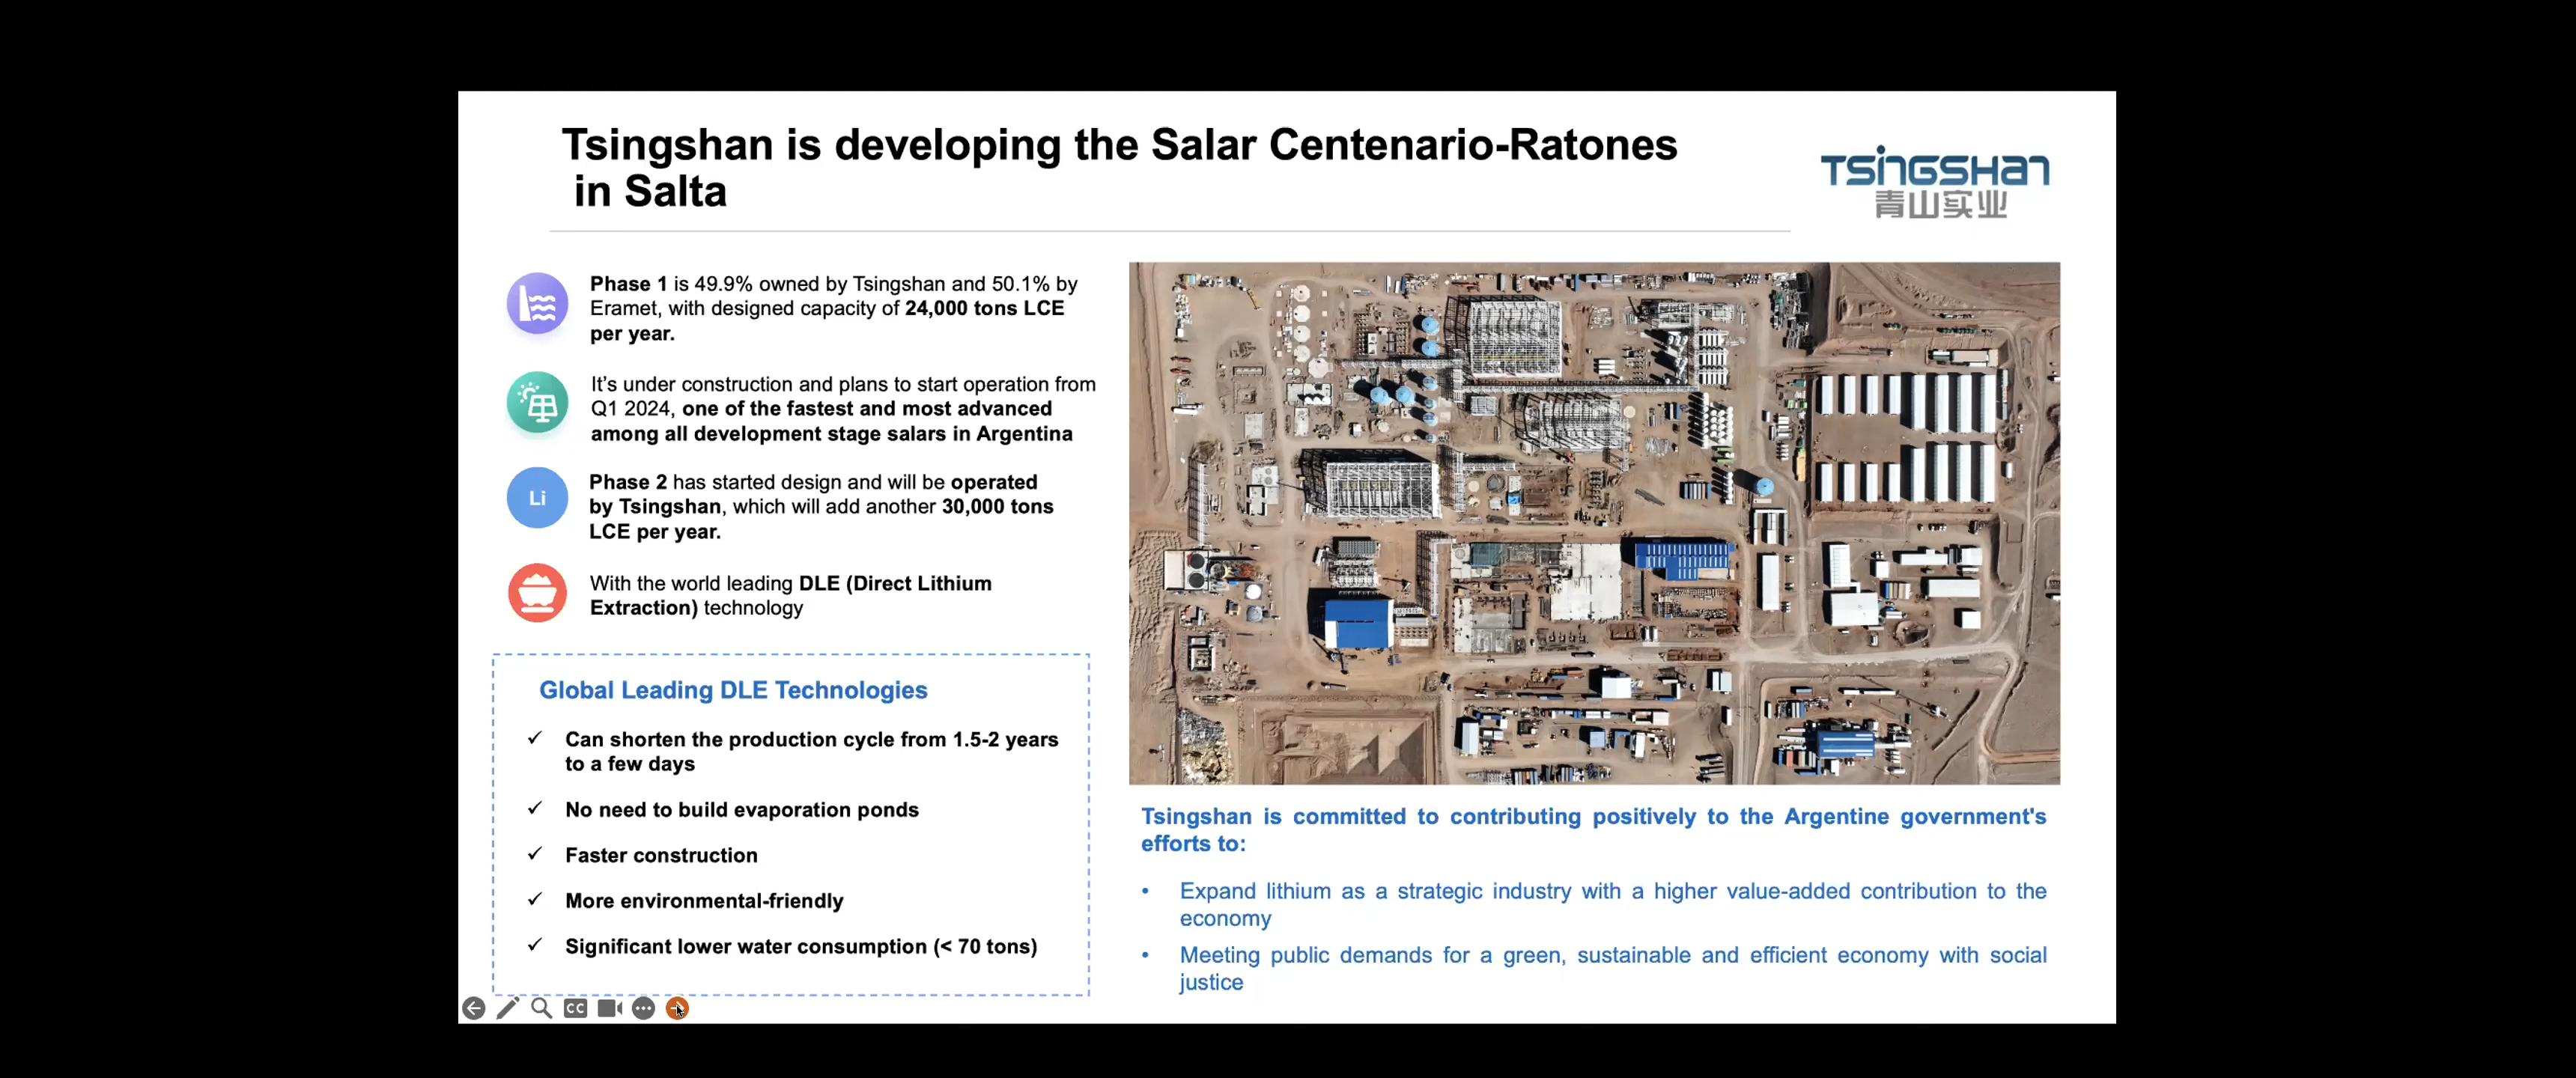 Tsingshan is developing the Salar Centenario-Ratones
in Salta
TSINGSHAN
青山实业
Phase 1 is 49.9% owned by Tsingshan and 50.1% by
Eramet, with designed capacity of 24,000 tons LCE
per year.
It’s under construction and plans to start operation from
Q1 2024, one of the fastest and most advanced
among all development stage salars in Argentina
Li
Phase 2 has started design and will be operated
by Tsingshan, which will add another 30,000 tons
LCE per year.
With the world leading DLE (Direct Lithium
Extraction) technology
Global Leading DLE Technologies
✓ Can shorten the production cycle from 1.5-2 years
to a few days
✓ No need to build evaporation ponds
✓ Faster construction
✓ More environmental-friendly
✓ Significant lower water consumption (< 70 tons)
Tsingshan is committed to contributing positively to the Argentine government's
efforts to:
• Expand lithium as a strategic industry with a higher value-added contribution to the
economy
• Meeting public demands for a green, sustainable and efficient economy with social
justice
CC